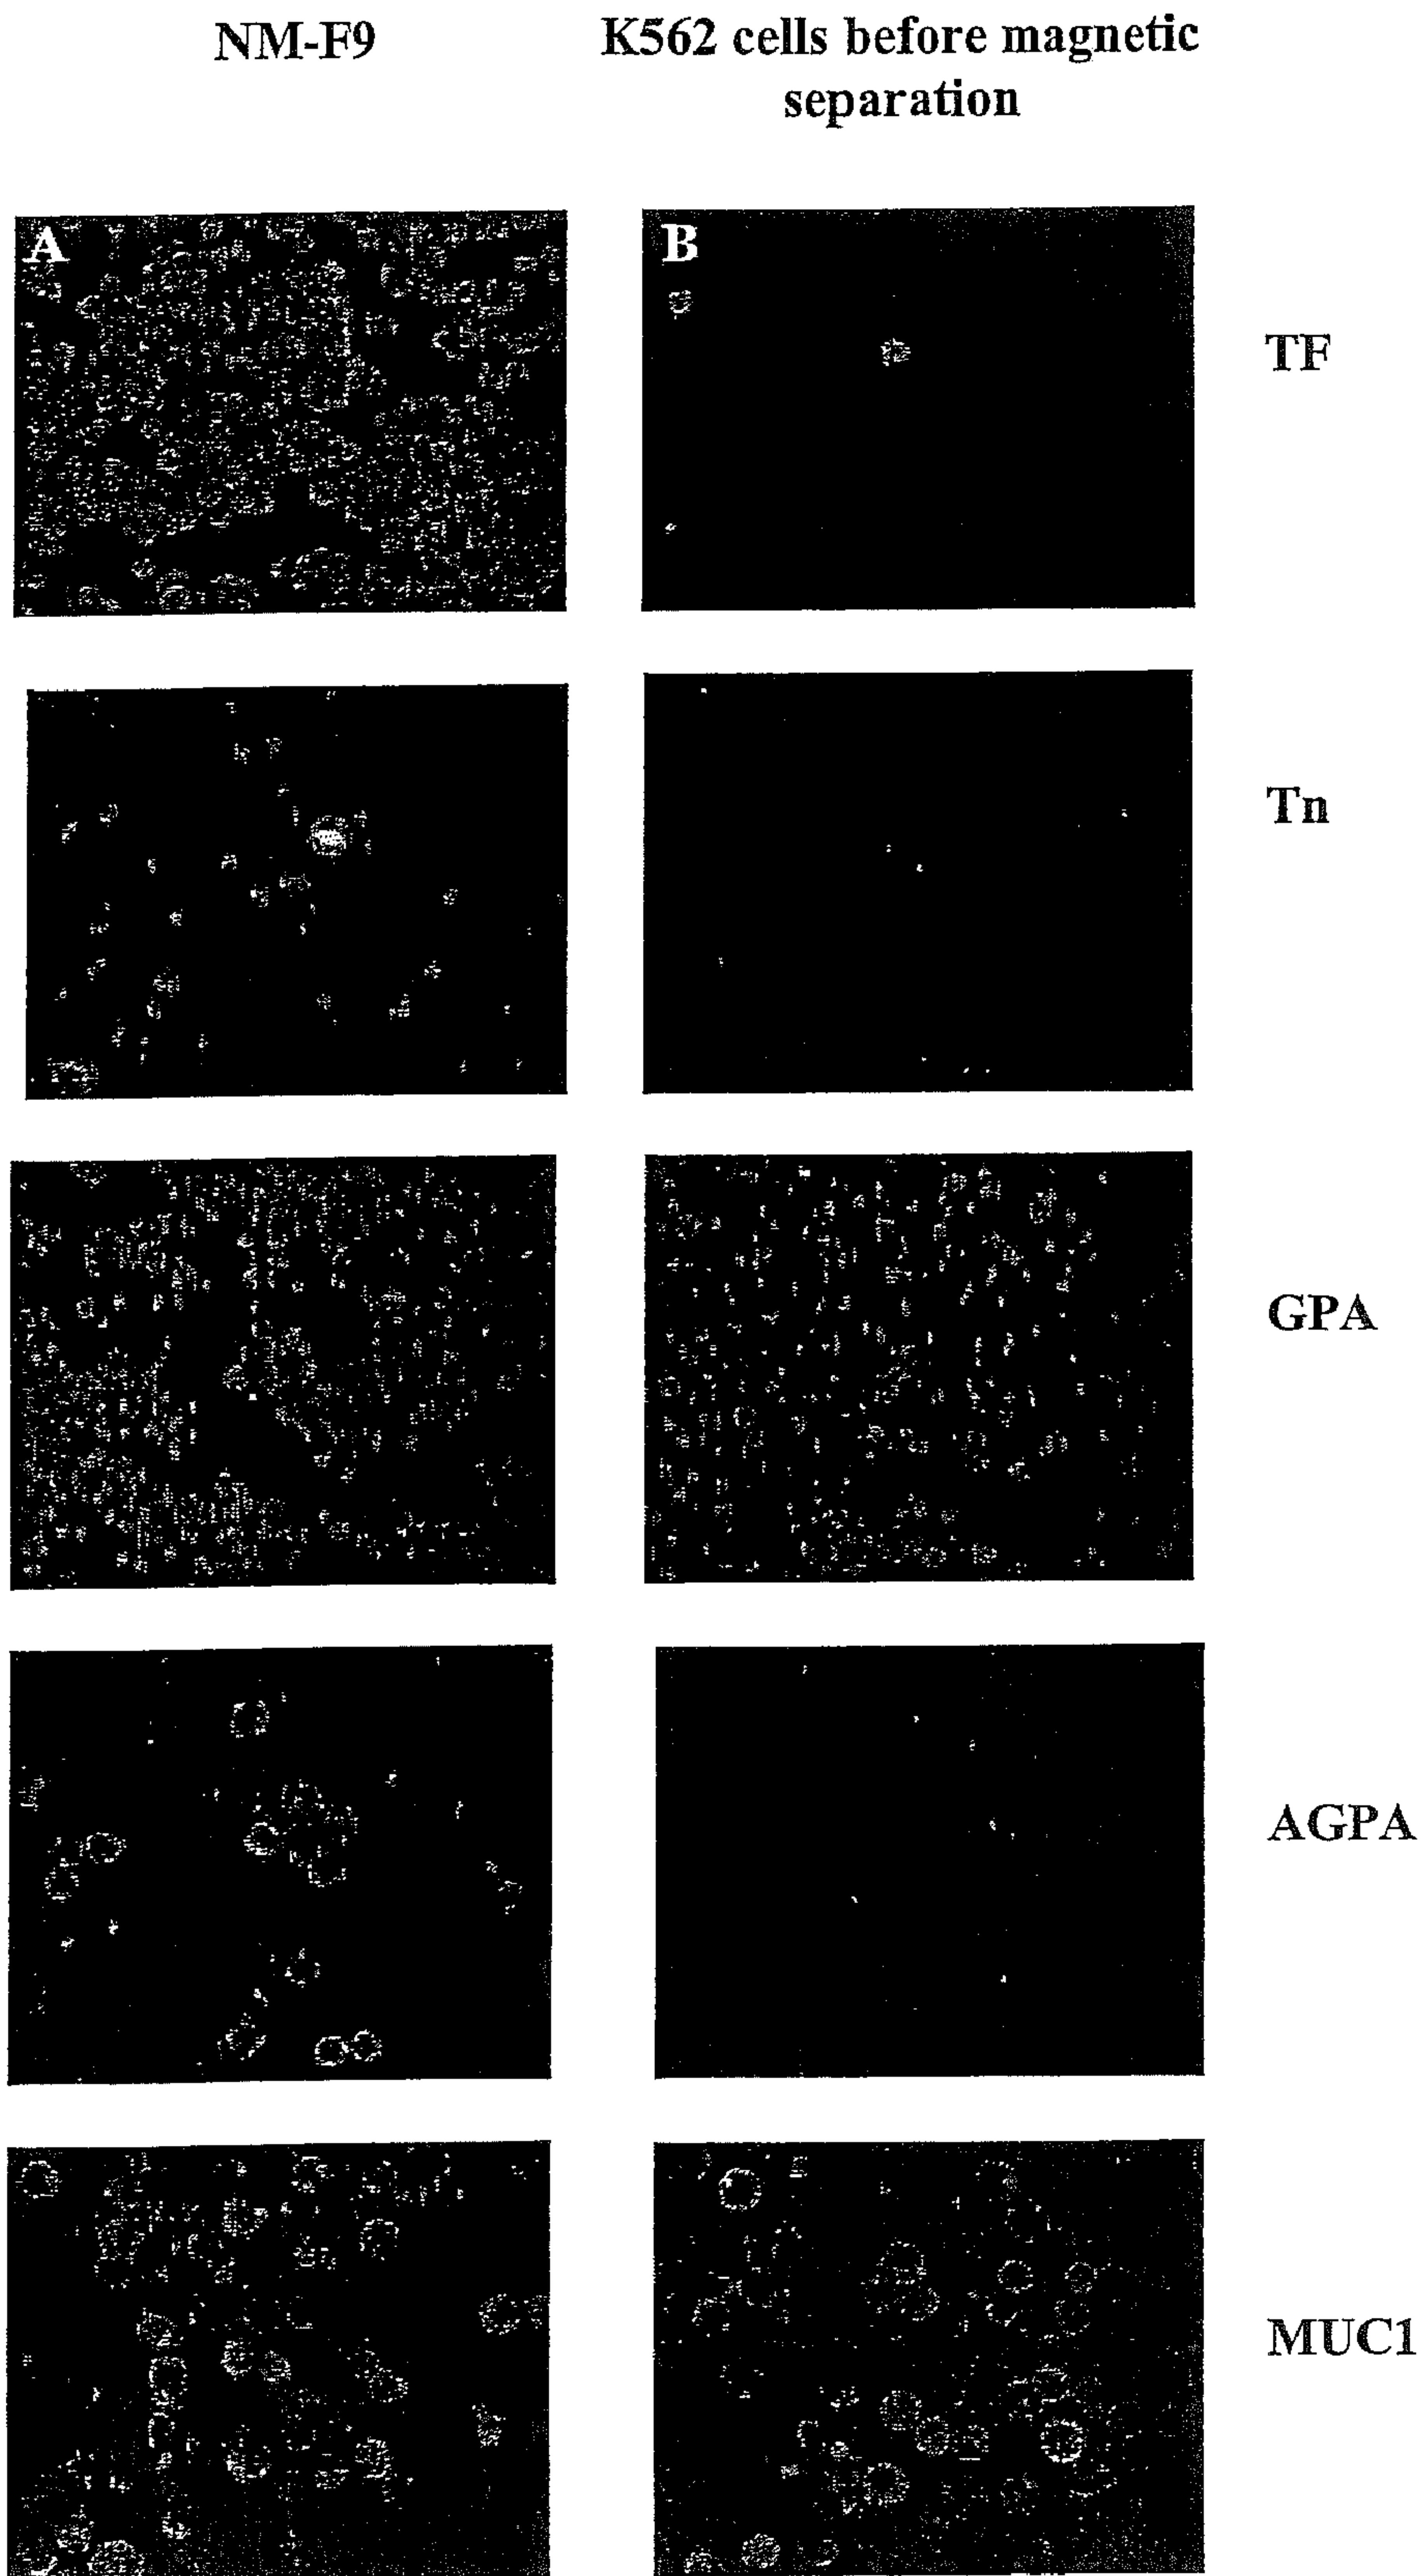 NM-F9
K562 cells before magnetic
separation
A
B
TF
Tn
GPA
AGPA
MUC1